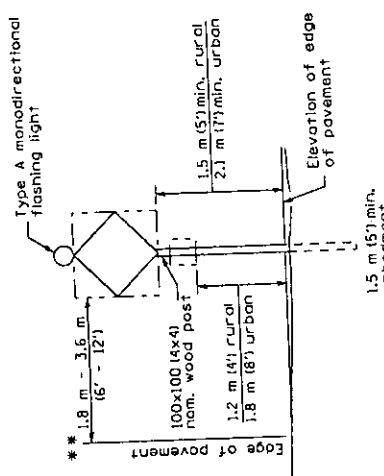 Type A monodirectional
flashing light
* * 1.8 m - 3.6 m
(6' - 12')
1.5 m (5') min. rural
2.1 m (7') min. urban
100x100 (4x4)
nom. wood post
1.2 m (4') rural
1.8 m (8') urban
Edge of pavement
Elevation of edge
of pavement
1.5 m (5') min.